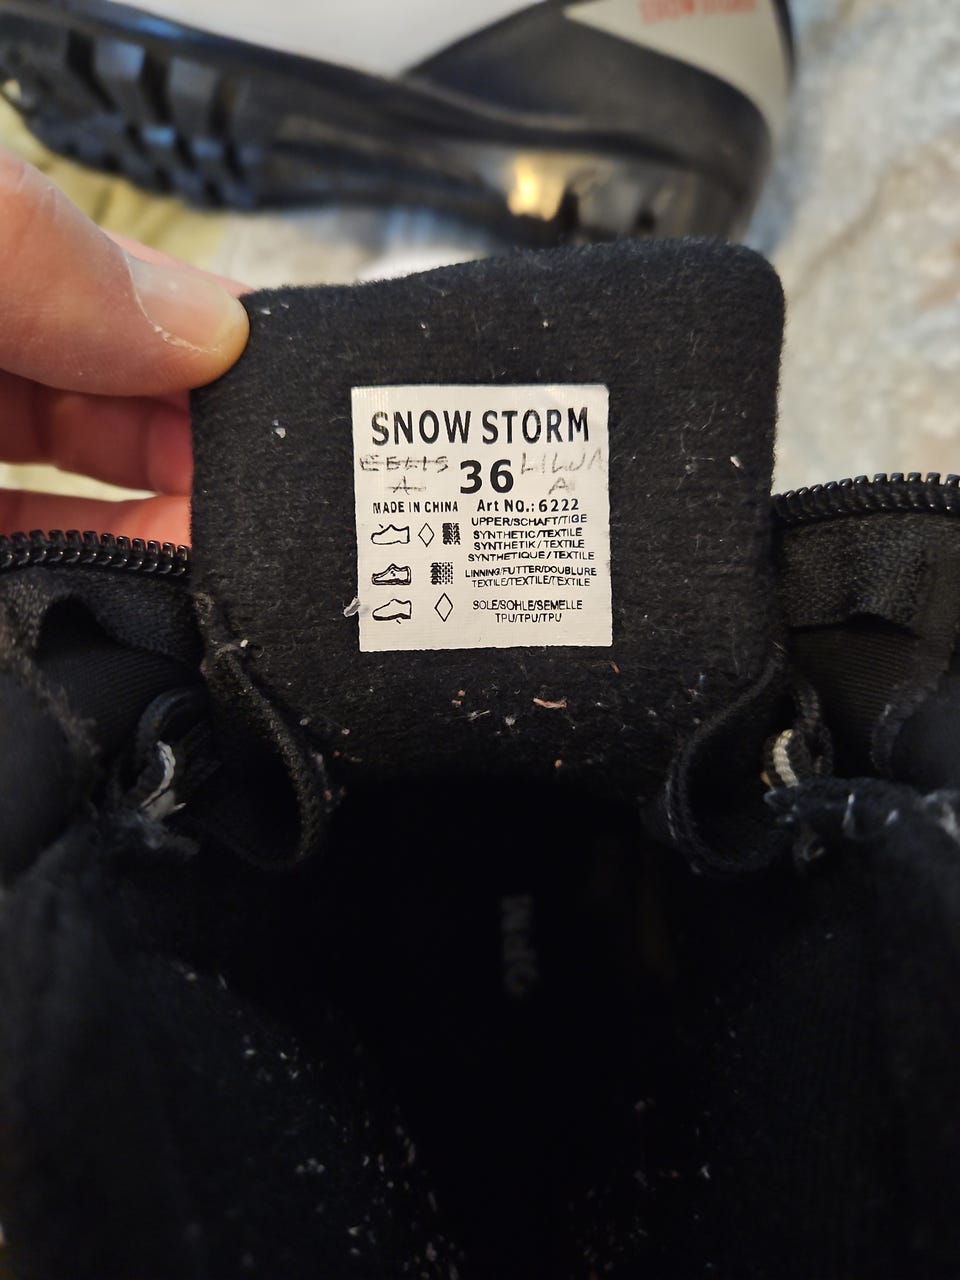 SNOW STORM
36
MADE IN CHINA Art NO.: 6222
UPPER/SCHAFT/TIGE
SYNTHETIC/TEXTILE
SYNTHETIK/TEXTILE
SYNTHETIQUE/TEXTILE
LINNING/FUTTER/DOUBLURE
TEXTILE/TEXTILE/TEXTILE
SOLE/SOHLE/SEMELLE
TPU/TPU/TPU